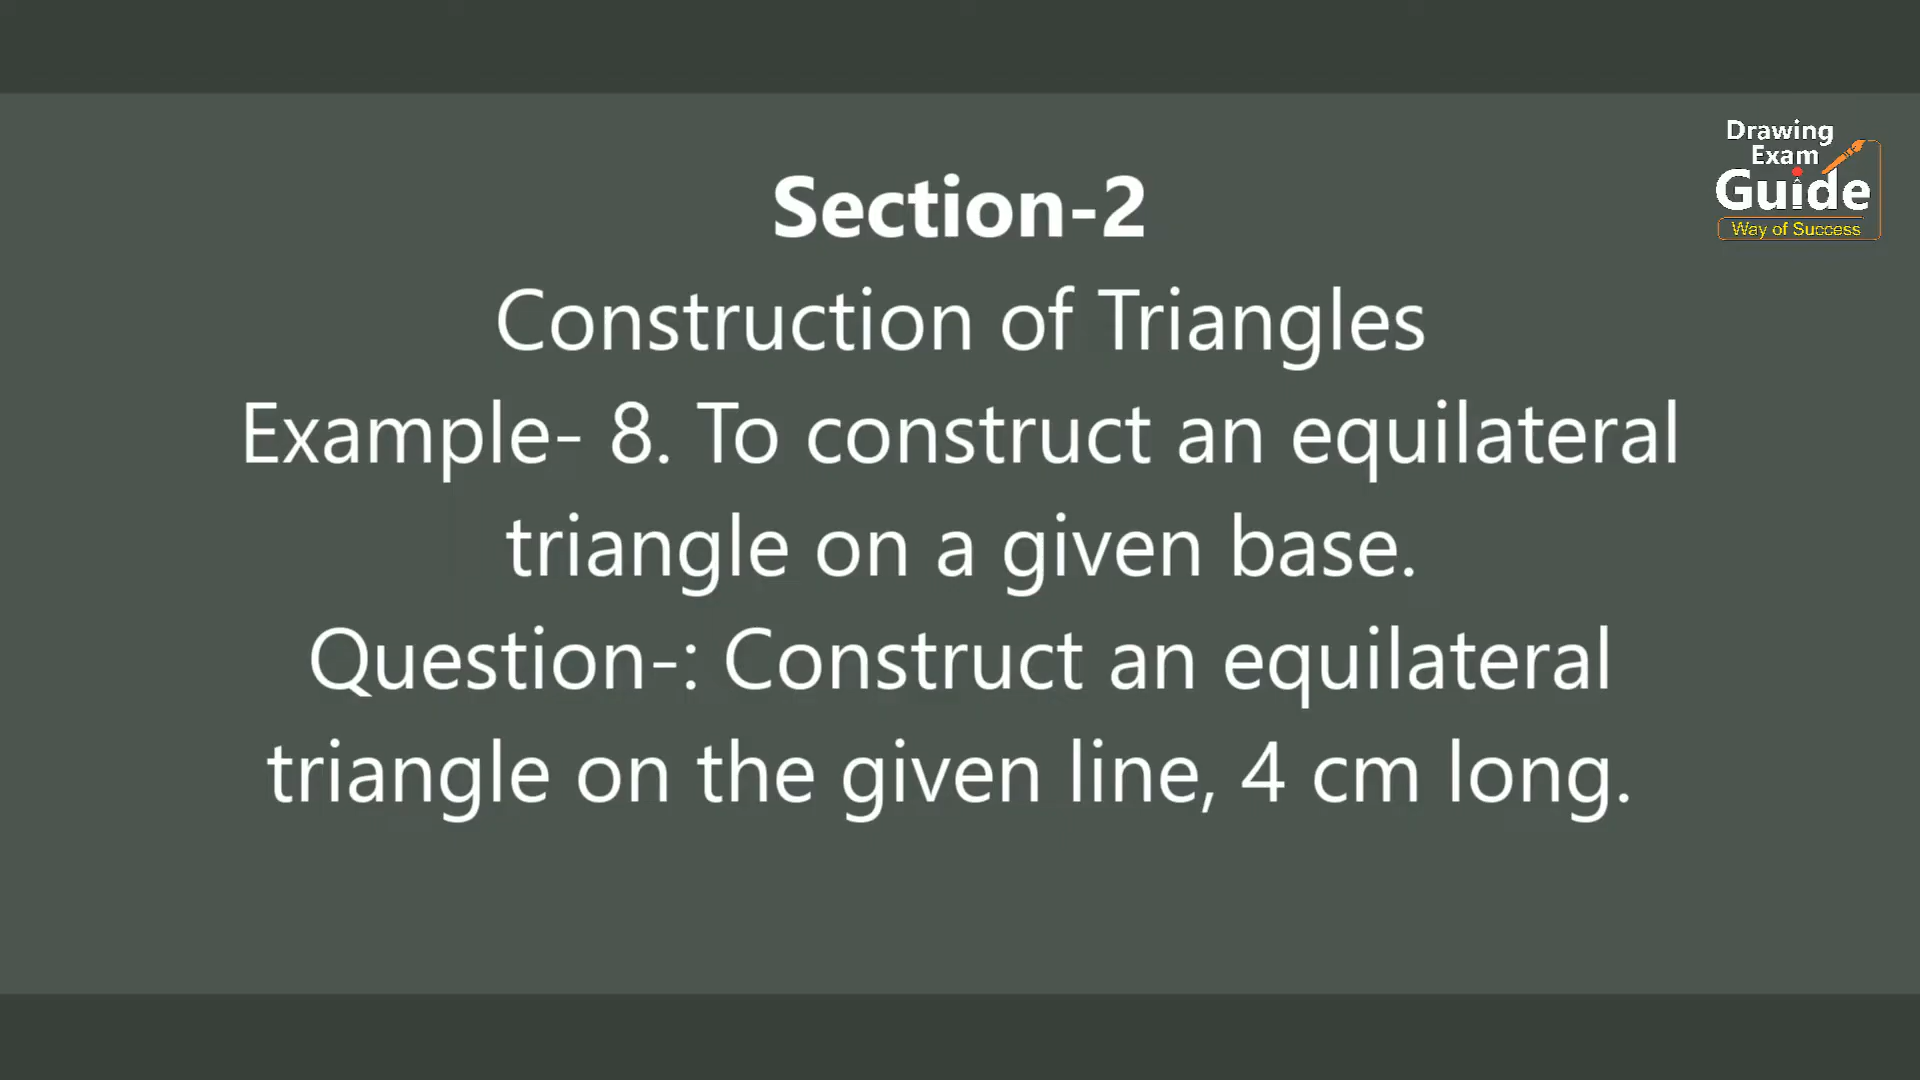 Drawing
Exam
Guide
Way of Success
Section-2
Construction of Triangles
Example- 8. To construct an equilateral
triangle on a given base.
Question-: Construct an equilateral
triangle on the given line, 4 cm long.